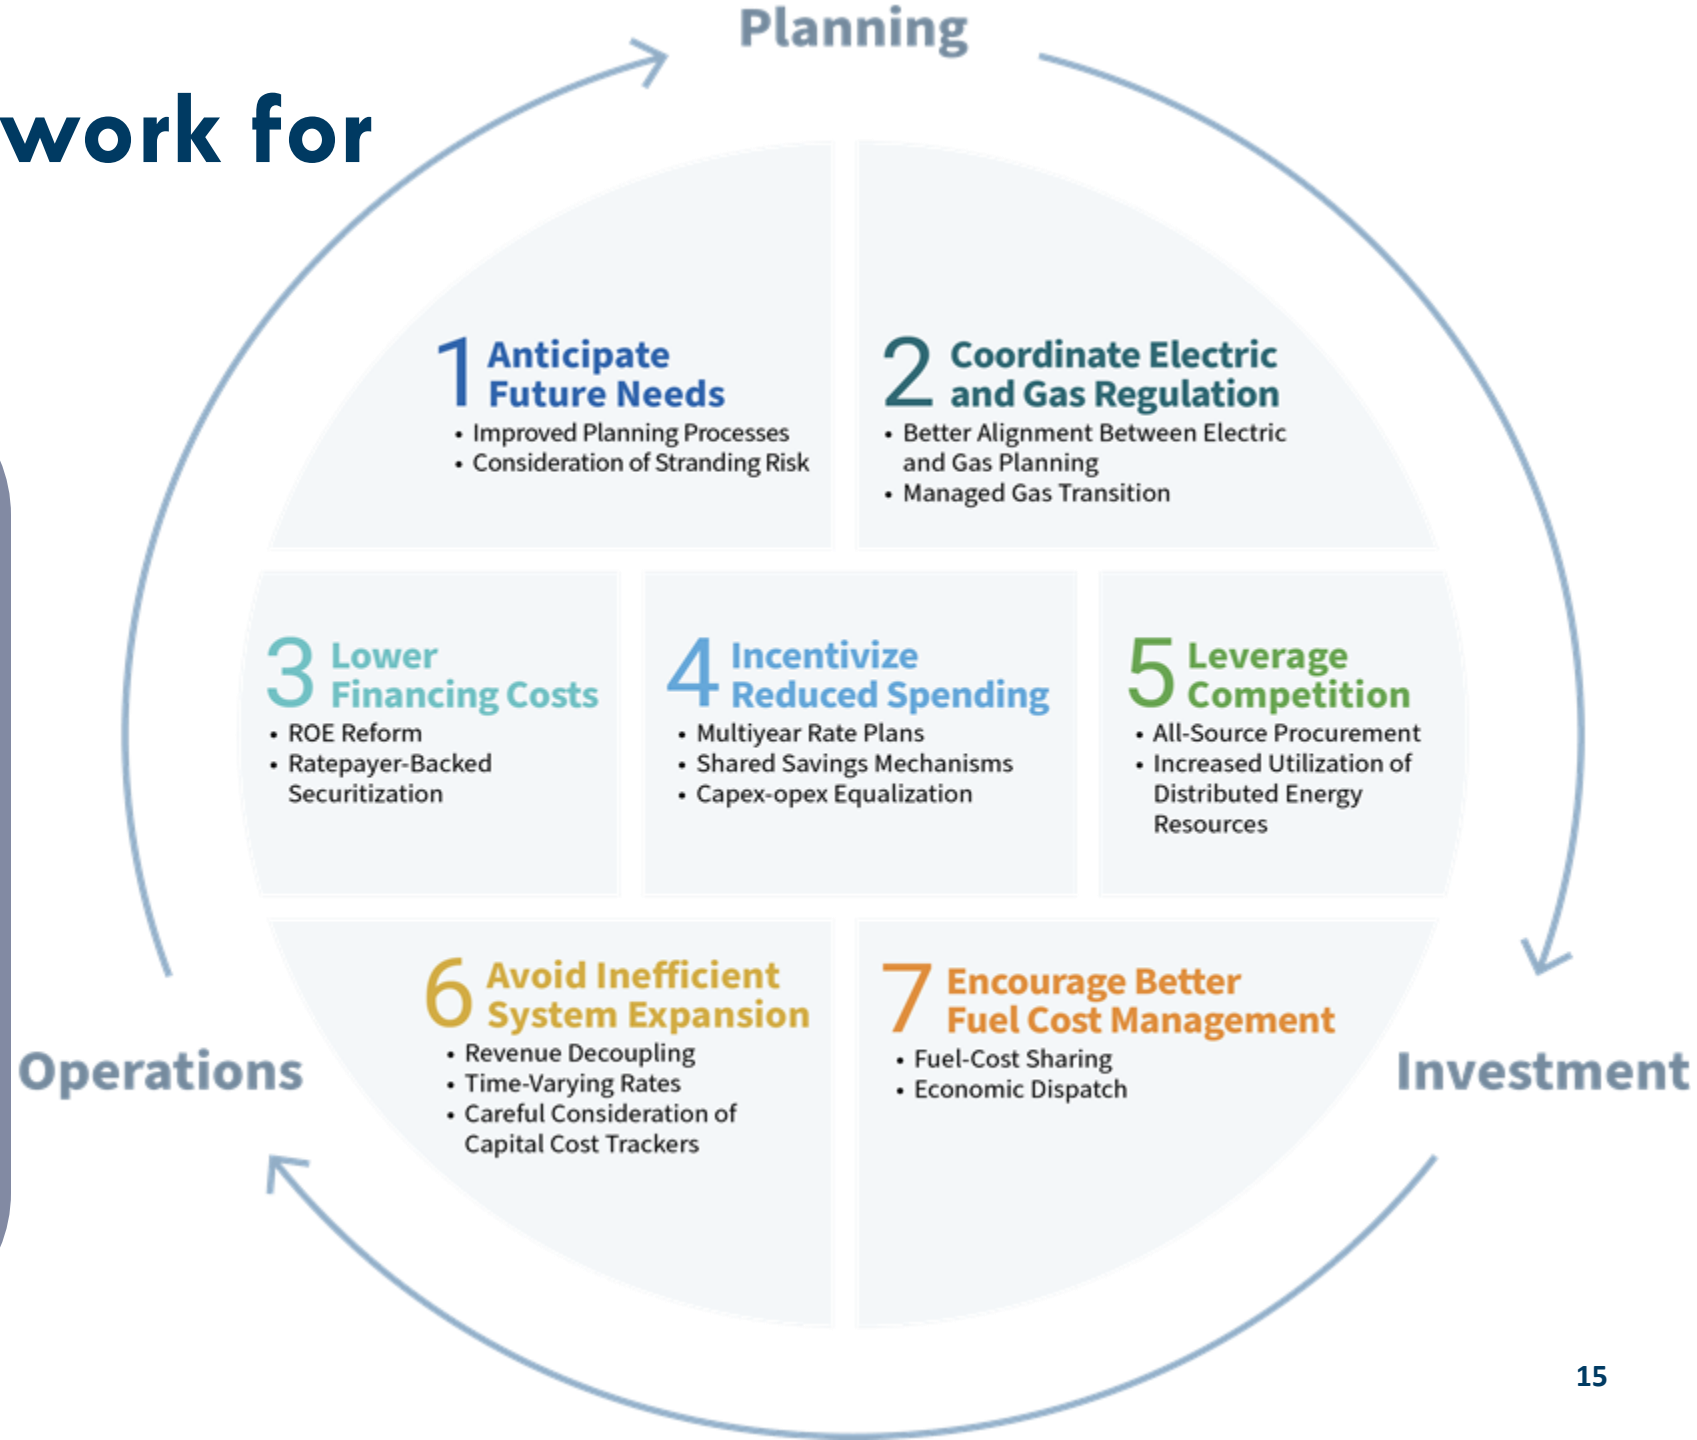 Planning
work for
1 Anticipate
Future Needs
• Improved Planning Processes
• Consideration of Stranding Risk
2 Coordinate Electric
and Gas Regulation
• Better Alignment Between Electric
and Gas Planning
• Managed Gas Transition
3 Lower
Financing Costs
• ROE Reform
• Ratepayer-Backed
Securitization
4 Incentivize
Reduced Spending
• Multiyear Rate Plans
• Shared Savings Mechanisms
• Capex-opex Equalization
5 Leverage
Competition
• All-Source Procurement
• Increased Utilization of
Distributed Energy
Resources
6 Avoid Inefficient
System Expansion
• Revenue Decoupling
• Time-Varying Rates
• Careful Consideration of
Capital Cost Trackers
7 Encourage Better
Fuel Cost Management
• Fuel-Cost Sharing
• Economic Dispatch
Operations
Investment
15